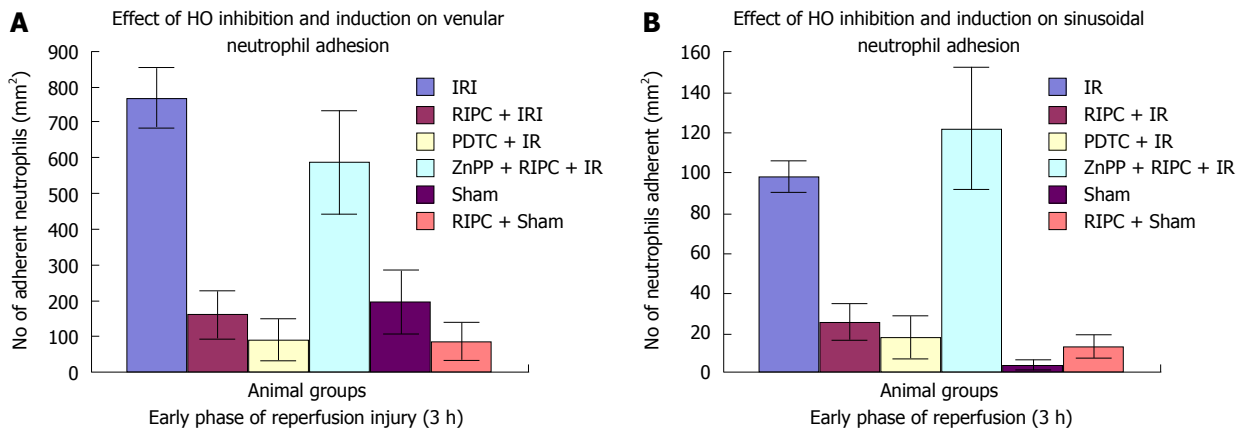 A
Effect of HO inhibition and induction on venular
neutrophil adhesion
No of adherent neutrophils (mm²)
900
800
700
600
500
400
300
200
100
0
IRI
RIPC + IRI
PDTC + IR
ZnPP + RIPC + IR
Sham
RIPC + Sham
Animal groups
Early phase of reperfusion injury (3 h)
B
Effect of HO inhibition and induction on sinusoidal
neutrophil adhesion
No of neutrophils adherent (mm²)
160
140
120
100
80
60
40
20
0
IR
RIPC + IR
PDTC + IR
ZnPP + RIPC + IR
Sham
RIPC + Sham
Animal groups
Early phase of reperfusion (3 h)